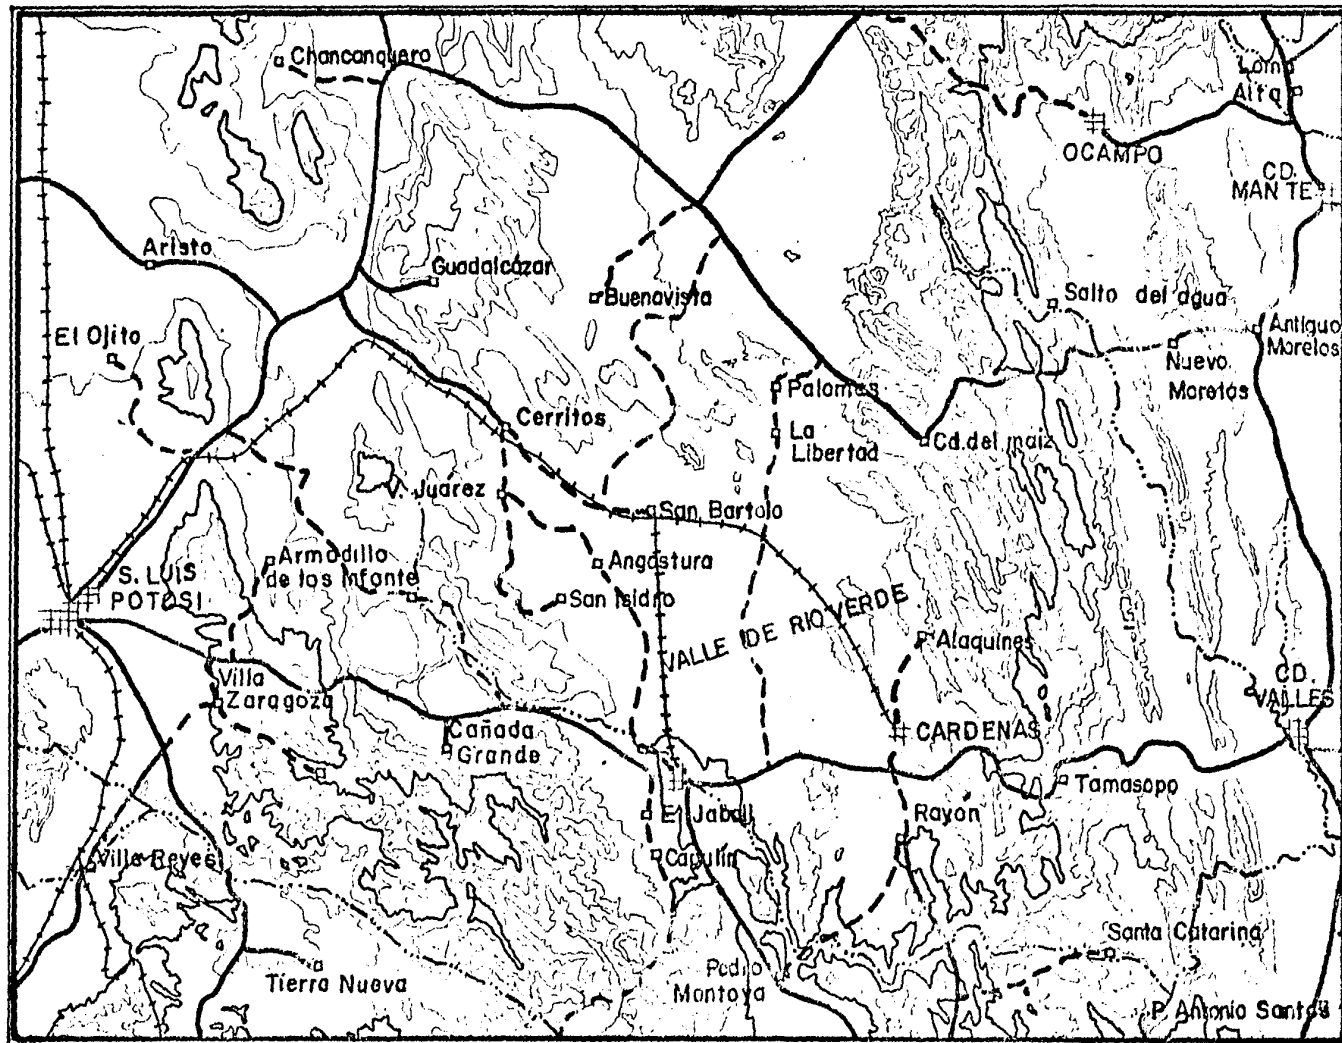 Chancanquero
Loma
Alta
OCAMPO
CD.
MANTE
Aristo
Guadalcázar
Buenavista
Salto del agua
El Ojito
Antiguo
Morelos
Nuevo
Morelos
Palomas
Cerritos
La
Libertad
Cd. del maiz
V. Juarez
San Bartolo
Armadillo
de los Infante
Angostura
S. LUIS
POTOSI
San Isidro
VALLE DE RIO VERDE
Alaquines
Villa
Zaragoza
CD.
VALLES
Cañada
Grande
CARDENAS
Tamasopo
El Jabali
Rayón
Capulin
Villa Reyes
Santa Catarina
Tierra Nueva
Pedro
Montoya
P. Antonio Santos